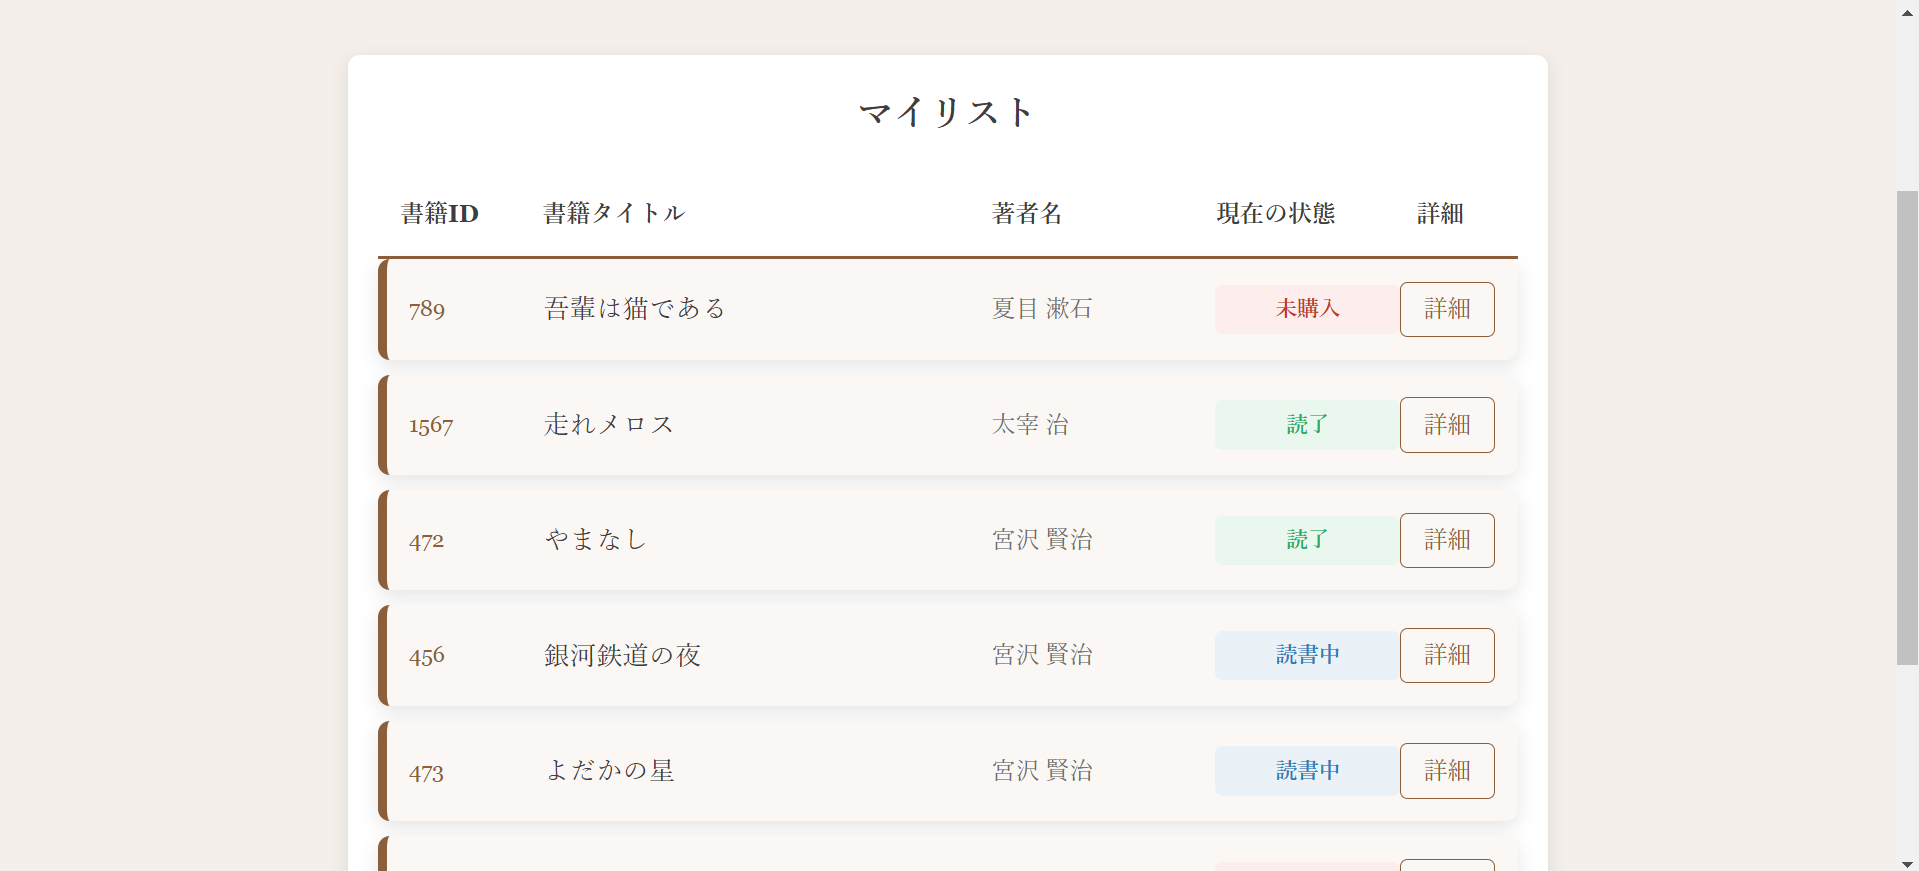 マイリスト
書籍ID 書籍タイトル 著者名 現在の状態 詳細
789 吾輩は猫である 夏目 漱石 未購入 詳細
1567 走れメロス 太宰 治 読了 詳細
472 やまなし 宮沢 賢治 読了 詳細
456 銀河鉄道の夜 宮沢 賢治 読書中 詳細
473 よだかの星 宮沢 賢治 読書中 詳細